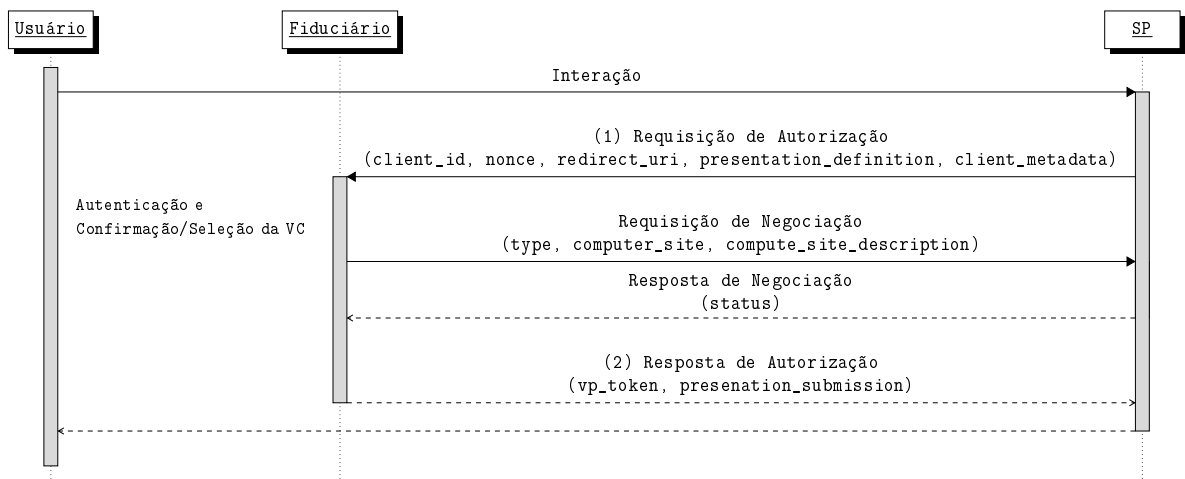 Usuário
Fiduciário
SP
Interação
(1) Requisição de Autorização
(client_id, nonce, redirect_uri, presentation_definition, client_metadata)
Autenticação e
Confirmação/Seleção da VC
Requisição de Negociação
(type, computer_site, compute_site_description)
Resposta de Negociação
(status)
(2) Resposta de Autorização
(vp_token, presenation_submission)